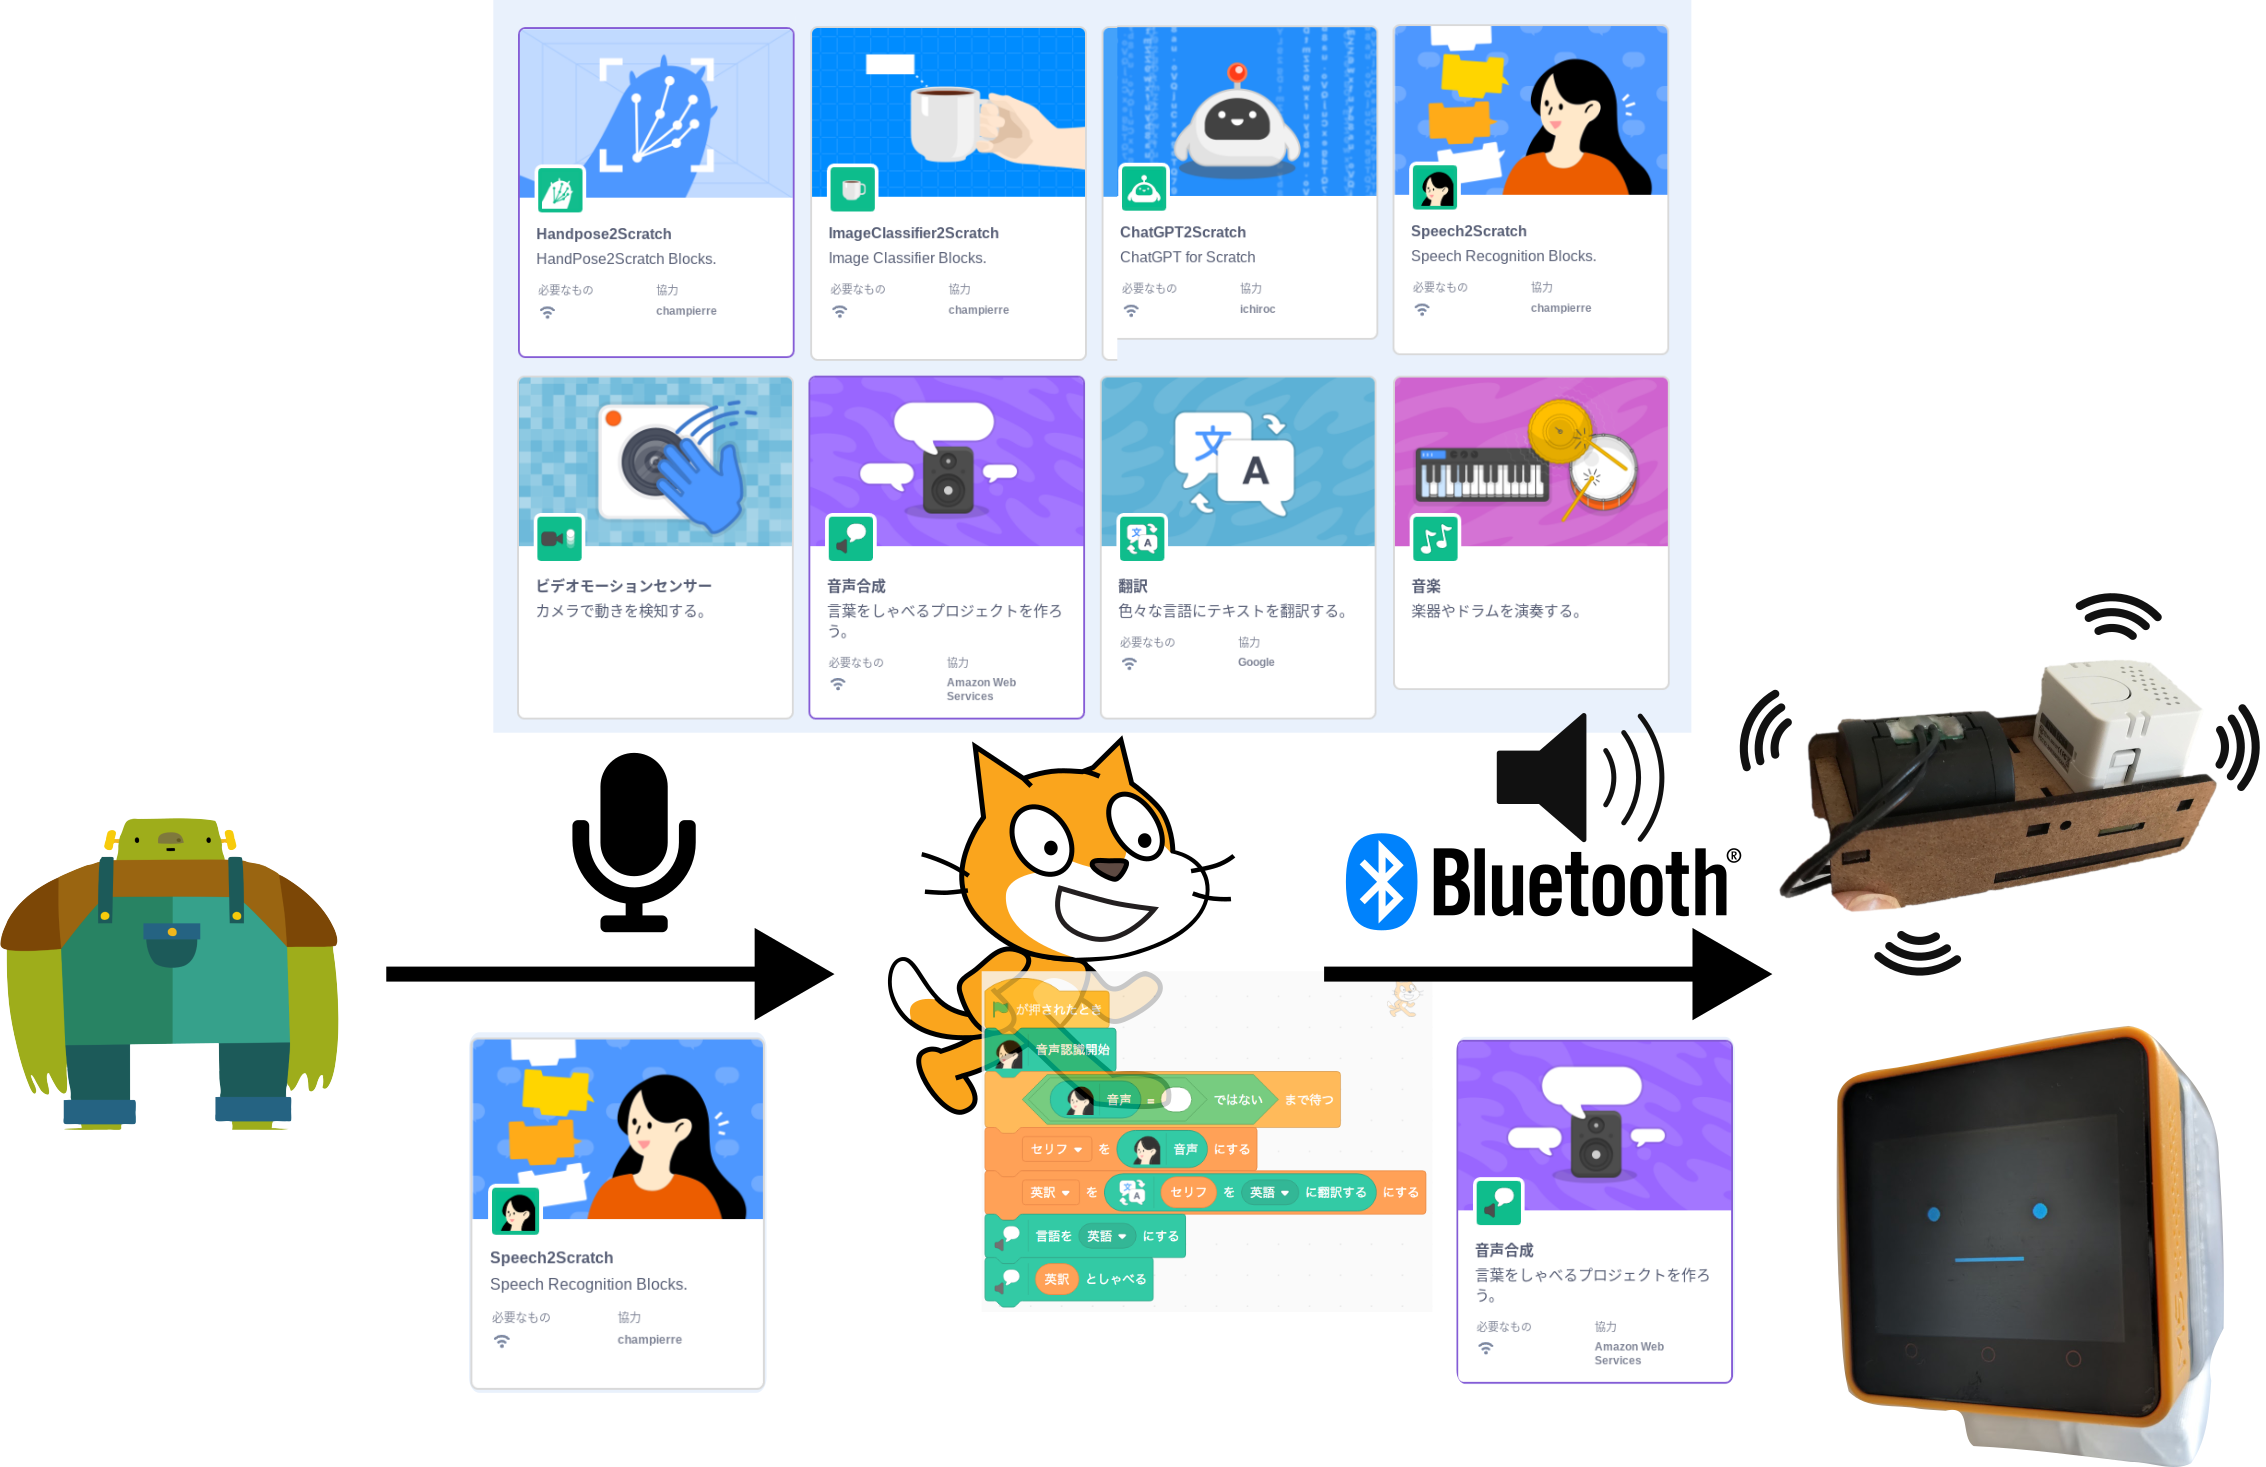 Handpose2Scratch
HandPose2Scratch Blocks.
必要なもの
協力
champierre
ImageClassifier2Scratch
Image Classifier Blocks.
必要なもの
協力
champierre
ChatGPT2Scratch
ChatGPT for Scratch
必要なもの
協力
ichiroc
Speech2Scratch
Speech Recognition Blocks.
必要なもの
協力
champierre
ビデオモーションセンサー
カメラで動きを検知する。
音声合成
言葉をしゃべるプロジェクトを作ろ
う。
必要なもの
協力
Amazon Web
Services
文
A
翻訳
色々な言語にテキストを翻訳する。
必要なもの
協力
Google
音楽
楽器やドラムを演奏する。
Bluetooth®
Speech2Scratch
Speech Recognition Blocks.
必要なもの
協力
champierre
が押されたとき
音声認識開始
音声 = ではない まで待つ
セリフ を 音声 にする
英訳 を セリフ を 英語 に翻訳する にする
言語を 英語 にする
英訳 としゃべる
音声合成
言葉をしゃべるプロジェクトを作ろ
う。
必要なもの
協力
Amazon Web
Services